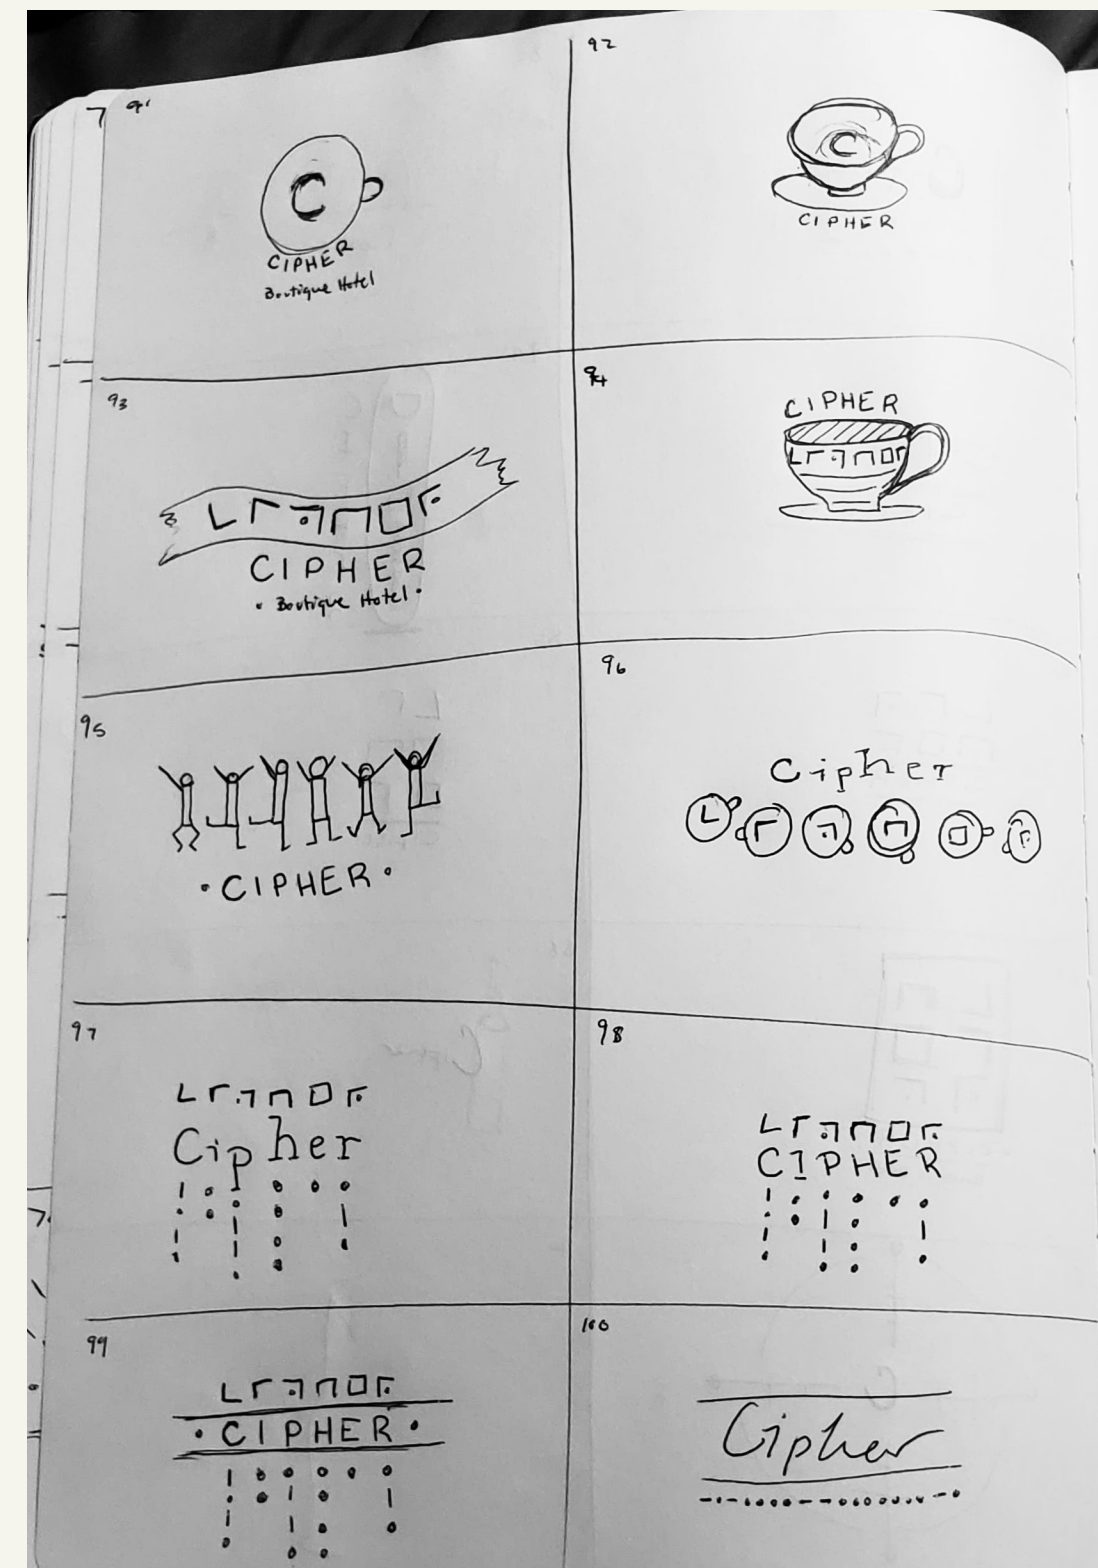 91
C
CIPHER
Boutique Hotel
92
C
CIPHER
93
CIPHER
• Boutique Hotel •
94
CIPHER
95
• CIPHER •
96
Cipher
97
Cipher
98
CIPHER
99
• CIPHER •
100
Cipher